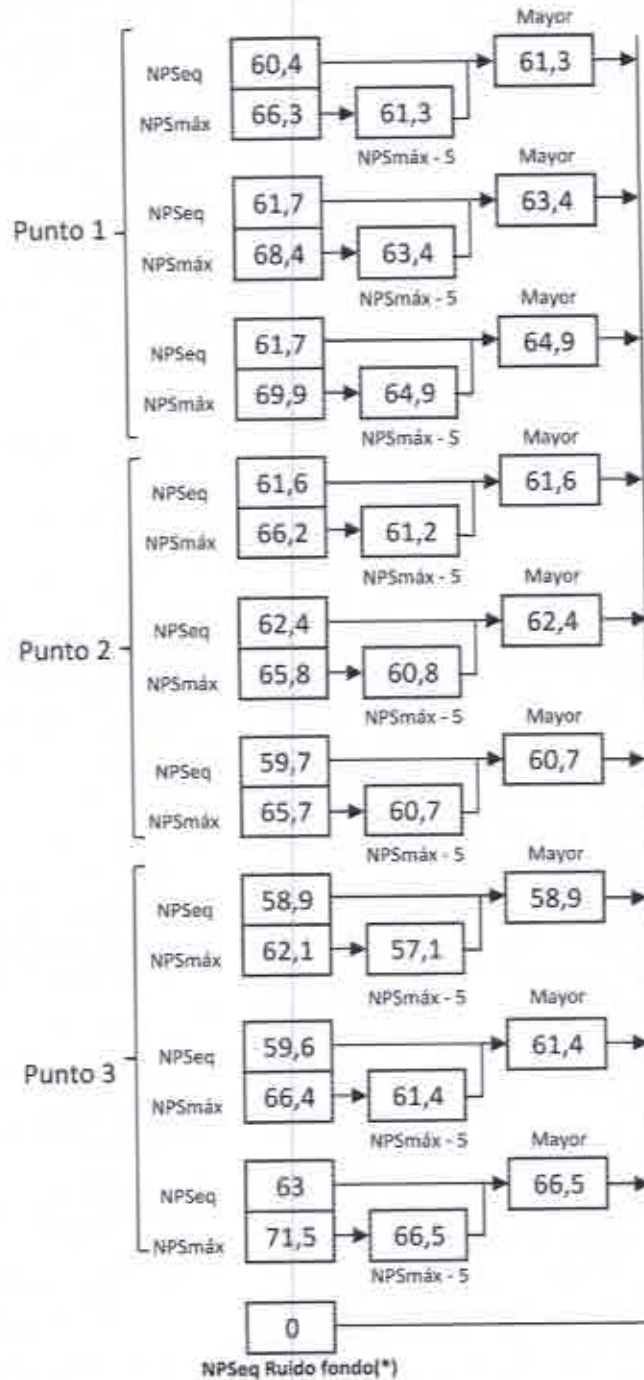 Mayor
NPSeq 60,4 61,3
NPSmáx 66,3 61,3
NPSmáx - 5
Mayor
NPSeq 61,7 63,4
Punto 1
NPSmáx 68,4 63,4
NPSmáx - 5
Mayor
NPSeq 61,7 64,9
NPSmáx 69,9 64,9
NPSmáx - 5
Mayor
NPSeq 61,6 61,6
NPSmáx 66,2 61,2
NPSmáx - 5
Mayor
NPSeq 62,4 62,4
Punto 2
NPSmáx 65,8 60,8
NPSmáx - 5
Mayor
NPSeq 59,7 60,7
NPSmáx 65,7 60,7
NPSmáx - 5
Mayor
NPSeq 58,9 58,9
NPSmáx 62,1 57,1
NPSmáx - 5
Mayor
NPSeq 59,6 61,4
Punto 3
NPSmáx 66,4 61,4
NPSmáx - 5
Mayor
NPSeq 63 66,5
NPSmáx 71,5 66,5
NPSmáx - 5
0
NPSeq Ruido fondo(*)